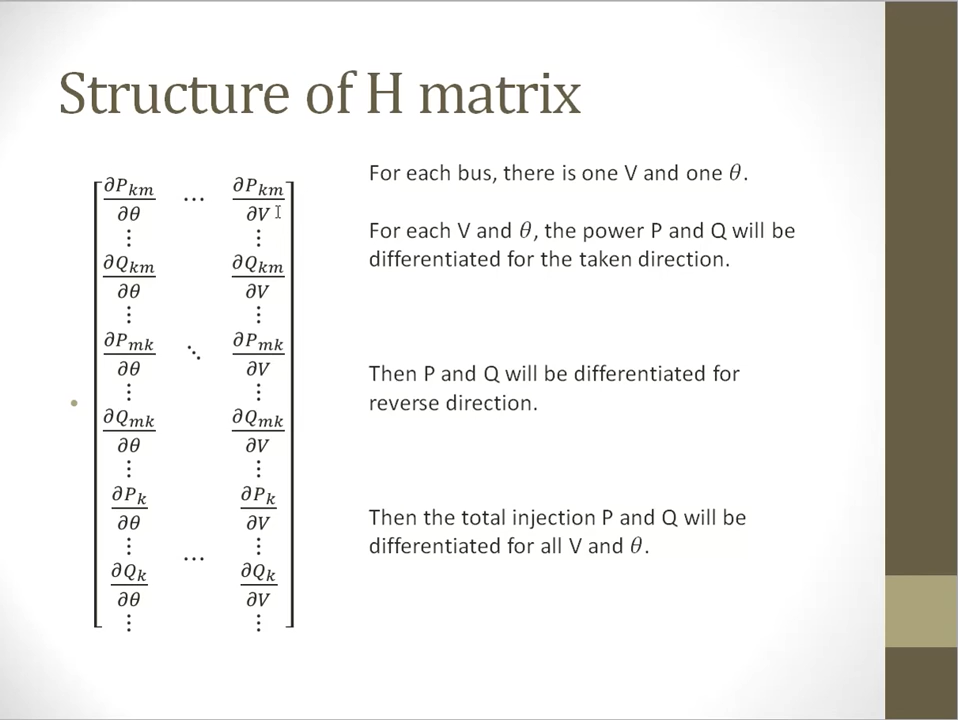 Structure of H matrix
For each bus, there is one V and one θ.
For each V and θ, the power P and Q will be
differentiated for the taken direction.
Then P and Q will be differentiated for
reverse direction.
Then the total injection P and Q will be
differentiated for all V and θ.
∂P_km/∂θ ⋯ ∂P_km/∂V
⋮ ⋮
∂Q_km/∂θ ∂Q_km/∂V
⋮ ⋮
∂P_mk/∂θ ⋱ ∂P_mk/∂V
⋮ ⋮
• ∂Q_mk/∂θ ∂Q_mk/∂V
⋮ ⋮
∂P_k/∂θ ∂P_k/∂V
⋮ ⋯ ⋮
∂Q_k/∂θ ∂Q_k/∂V
⋮ ⋮